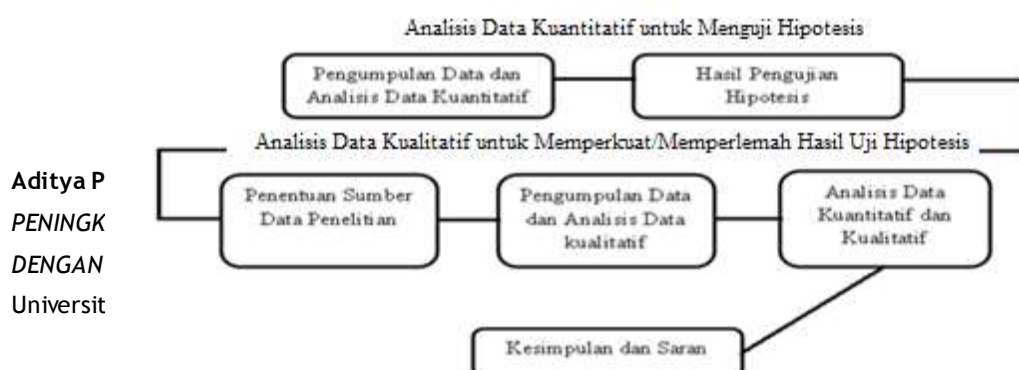 Analisis Data Kuantitatif untuk Menguji Hipotesis
Pengumpulan Data dan
Analisis Data Kuantitatif
Hasil Pengujian
Hipotesis
Analisis Data Kualitatif untuk Memperkuat/Memperlemah Hasil Uji Hipotesis
Aditya P
PENINGK
DENGAN
Universit
Penentuan Sumber
Data Penelitian
Pengumpulan Data
dan Analisis Data
kualitatif
Analisis Data
Kuantitatif dan
Kualitatif
Kesimpulan dan Saran